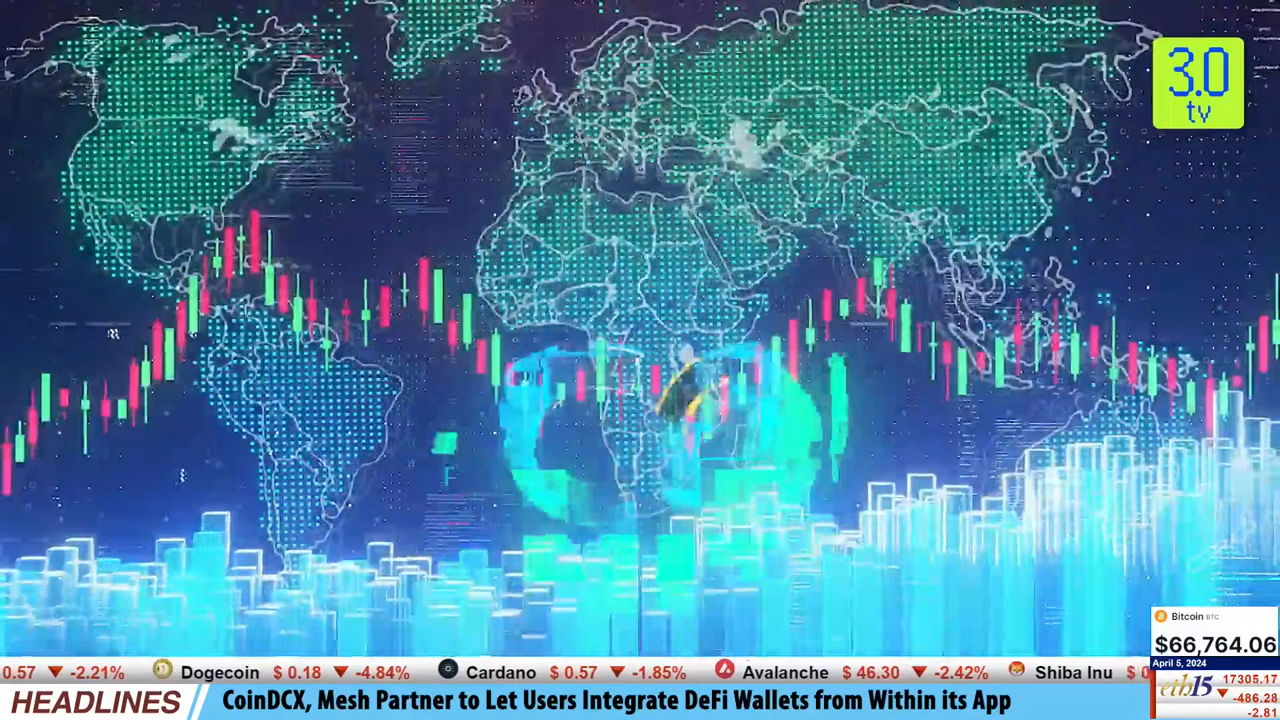 3.0
tv
Bitcoin BTC
$66,764.06
April 5, 2024
0.57 -2.21% Dogecoin $ 0.18 -4.84% Cardano $ 0.57 -1.85% Avalanche $ 46.30 -2.42% Shiba Inu $0
eth15 17305.17
-486.28
-2.81
HEADLINES CoinDCX, Mesh Partner to Let Users Integrate DeFi Wallets from Within its App